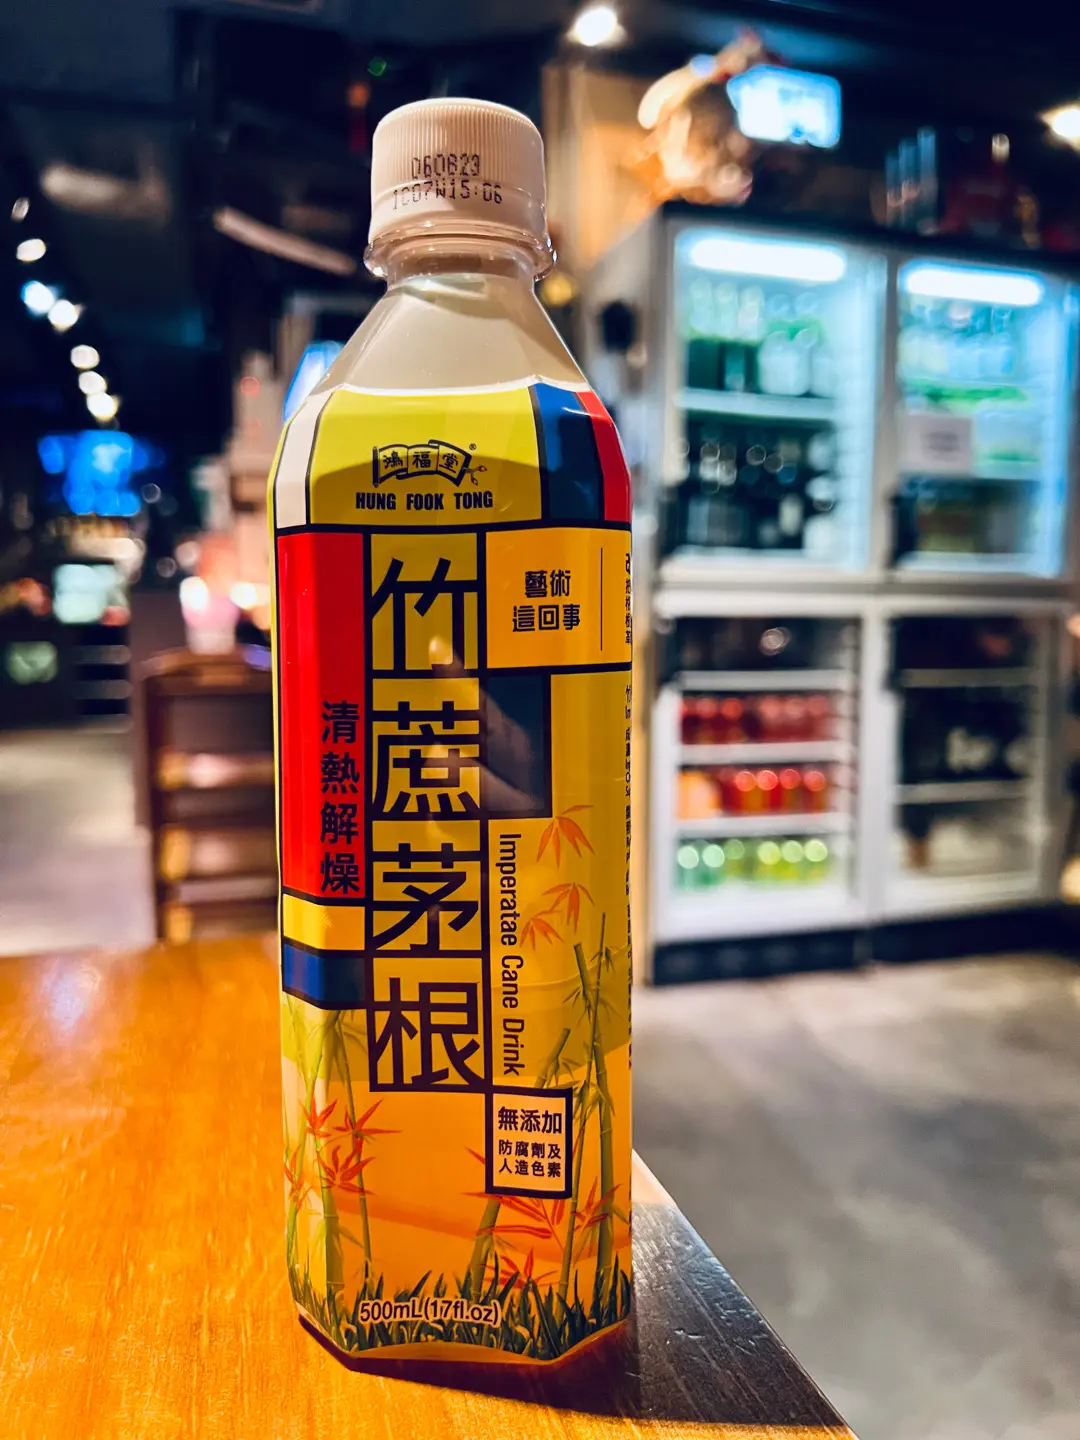 060823
1C07W15:06
鴻福堂®
HUNG FOOK TONG
竹蔗茅根
藝術
這回事
清熱解燥
Imperatae Cane Drink
無添加
防腐劑及
人造色素
500mL(17fl.oz)